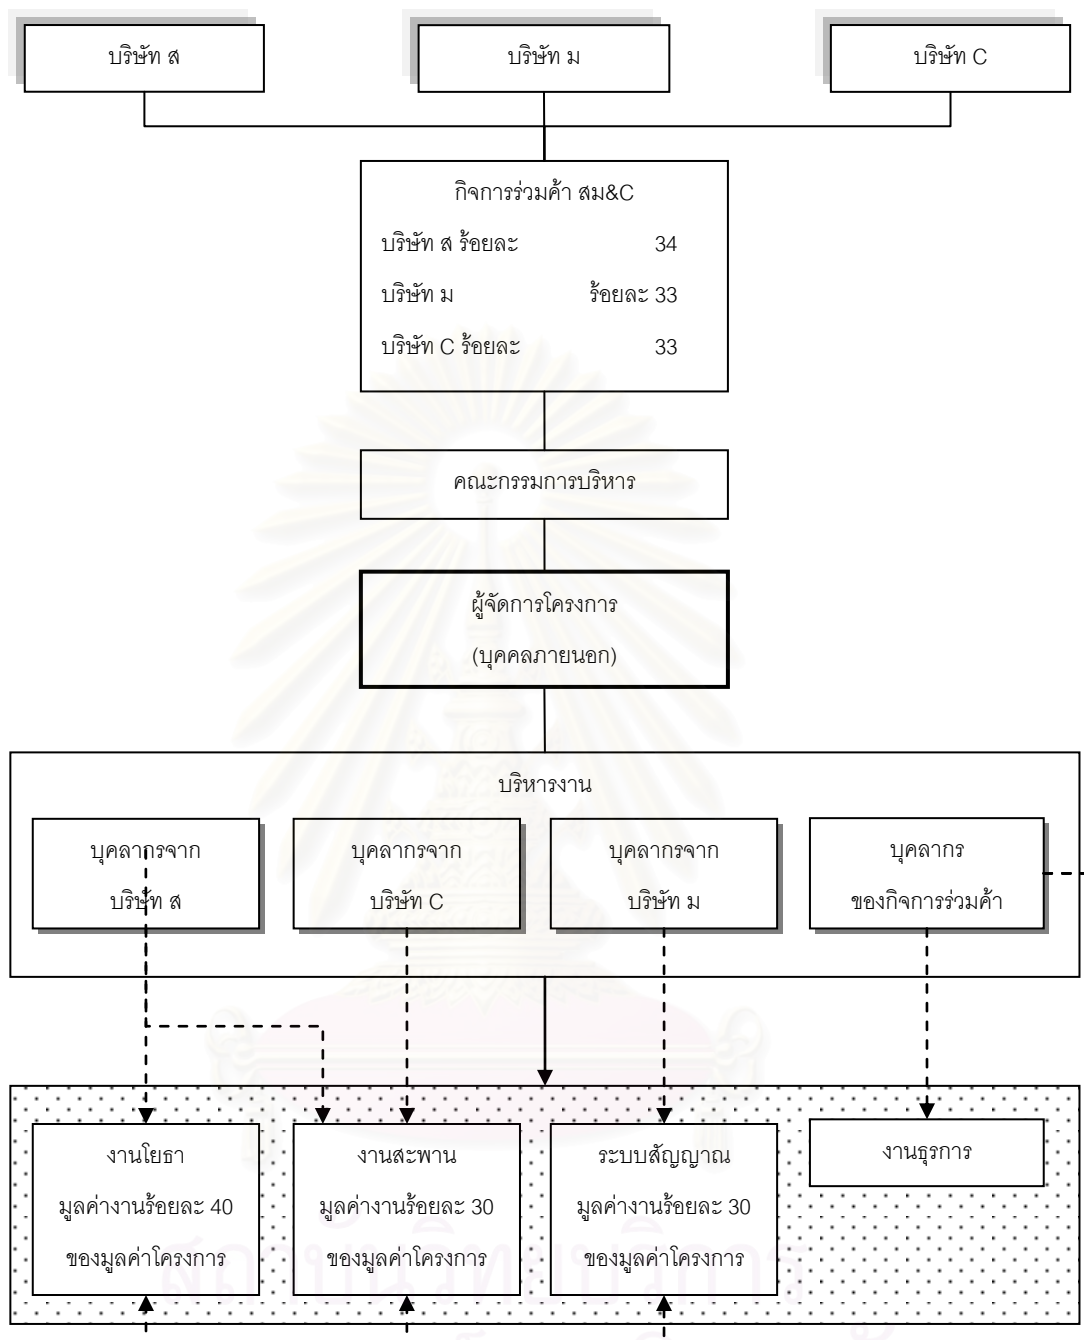 บริษัท ส
บริษัท ม
บริษัท C
กิจการร่วมค้า สม&C
บริษัท ส ร้อยละ 34
บริษัท ม ร้อยละ 33
บริษัท C ร้อยละ 33
คณะกรรมการบริหาร
ผู้จัดการโครงการ
(บุคคลภายนอก)
บริหารงาน
บุคลากรจาก
บริษัท ส
บุคลากรจาก
บริษัท C
บุคลากรจาก
บริษัท ม
บุคลากร
ของกิจการร่วมค้า
งานโยธา
มูลค่างานร้อยละ 40
ของมูลค่าโครงการ
งานสะพาน
มูลค่างานร้อยละ 30
ของมูลค่าโครงการ
ระบบสัญญาณ
มูลค่างานร้อยละ 30
ของมูลค่าโครงการ
งานธุรการ
สถาบันวิทยบริการ